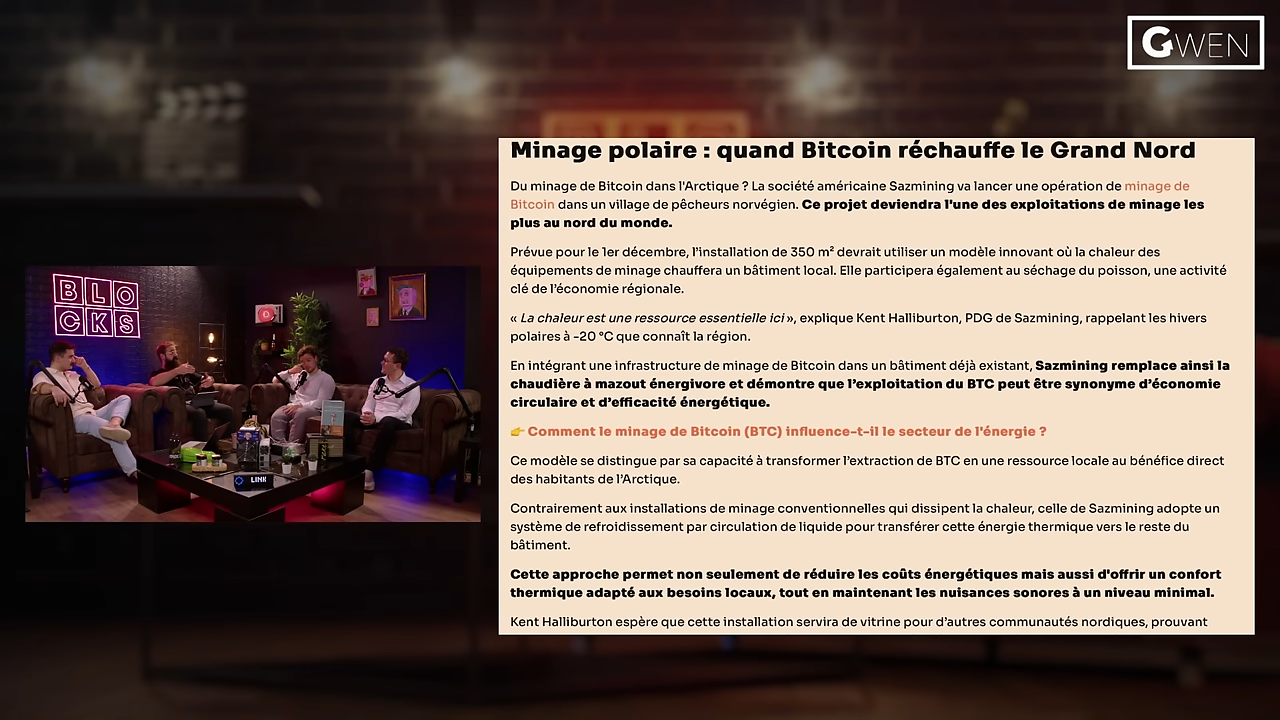 GWEN
Minage polaire : quand Bitcoin réchauffe le Grand Nord
Du minage de Bitcoin dans l'Arctique ? La société américaine Sazmining va lancer une opération de minage de
Bitcoin dans un village de pêcheurs norvégien. Ce projet deviendra l'une des exploitations de minage les
plus au nord du monde.
Prévue pour le 1er décembre, l’installation de 350 m² devrait utiliser un modèle innovant où la chaleur des
équipements de minage chauffera un bâtiment local. Elle participera également au séchage du poisson, une activité
clé de l’économie régionale.
« La chaleur est une ressource essentielle ici », explique Kent Halliburton, PDG de Sazmining, rappelant les hivers
polaires à -20 °C que connaît la région.
En intégrant une infrastructure de minage de Bitcoin dans un bâtiment déjà existant, Sazmining remplace ainsi la
chaudière à mazout énergivore et démontre que l’exploitation du BTC peut être synonyme d’économie
circulaire et d’efficacité énergétique.
👉 Comment le minage de Bitcoin (BTC) influence-t-il le secteur de l'énergie ?
Ce modèle se distingue par sa capacité à transformer l’extraction de BTC en une ressource locale au bénéfice direct
des habitants de l’Arctique.
Contrairement aux installations de minage conventionnelles qui dissipent la chaleur, celle de Sazmining adopte un
système de refroidissement par circulation de liquide pour transférer cette énergie thermique vers le reste du
bâtiment.
Cette approche permet non seulement de réduire les coûts énergétiques mais aussi d'offrir un confort
thermique adapté aux besoins locaux, tout en maintenant les nuisances sonores à un niveau minimal.
Kent Halliburton espère que cette installation servira de vitrine pour d’autres communautés nordiques, prouvant
BLO
CKS
LINK